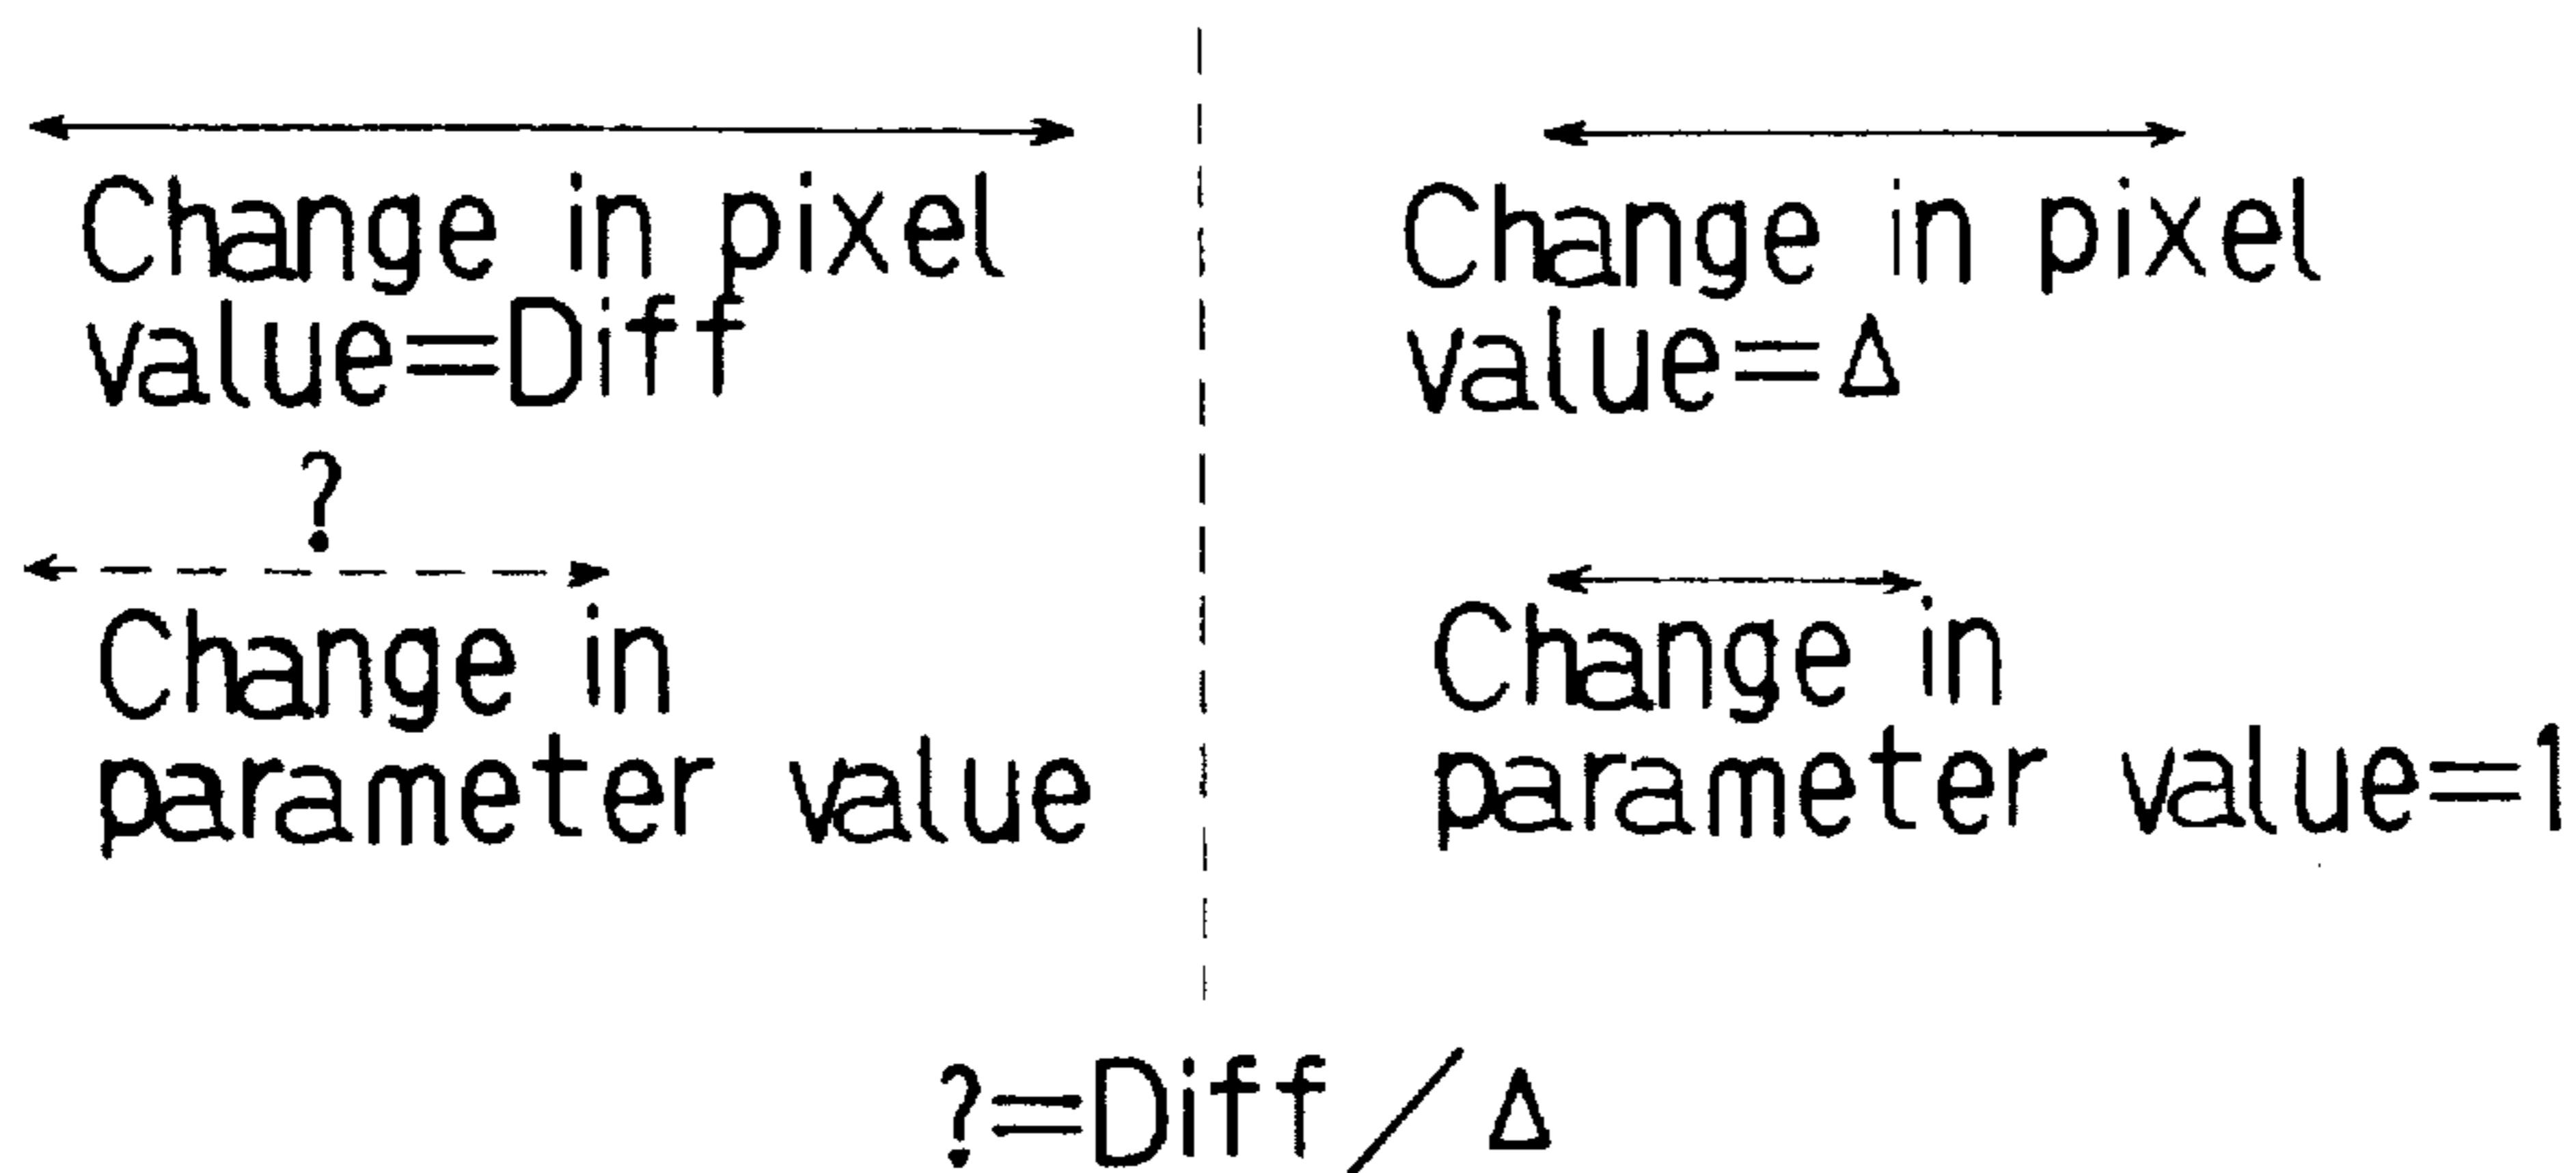 Change in pixel
value=Diff
?
Change in
parameter value
Change in pixel
value=Δ
Change in
parameter value=1
?=Diff/Δ